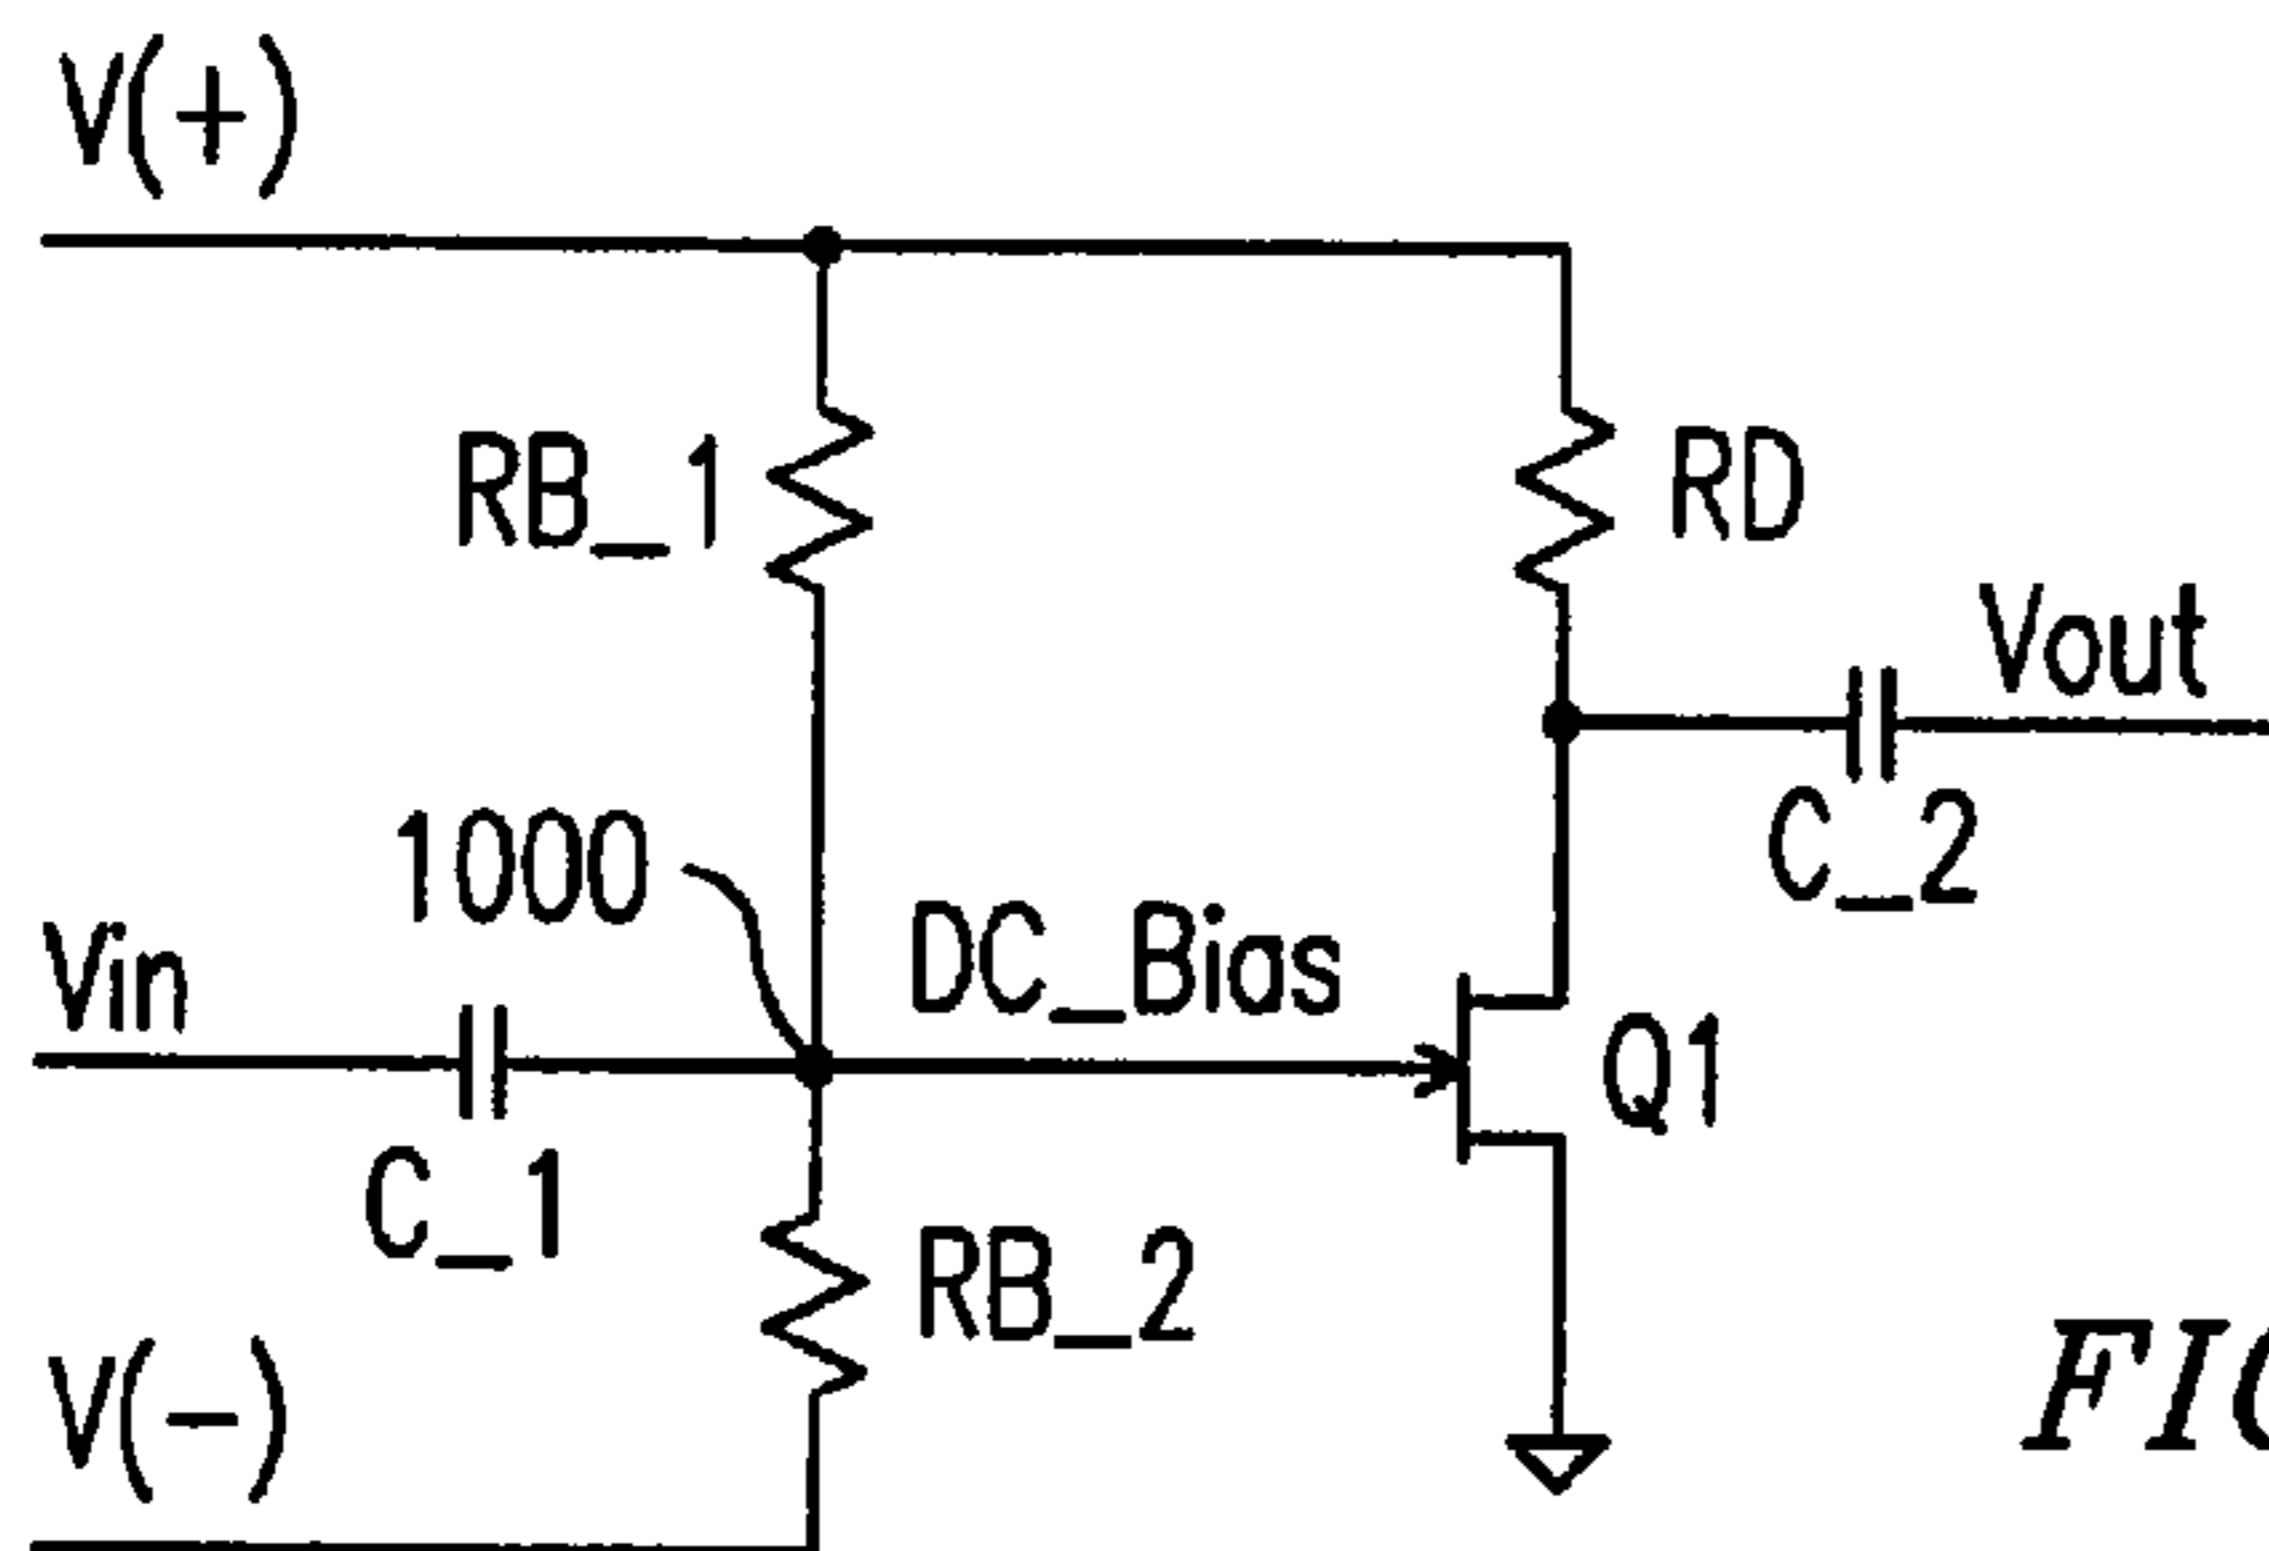 V(+)
RB_1
RD
Vout
C_2
1000
DC_Bias
Vin
Q1
C_1
RB_2
V(-)